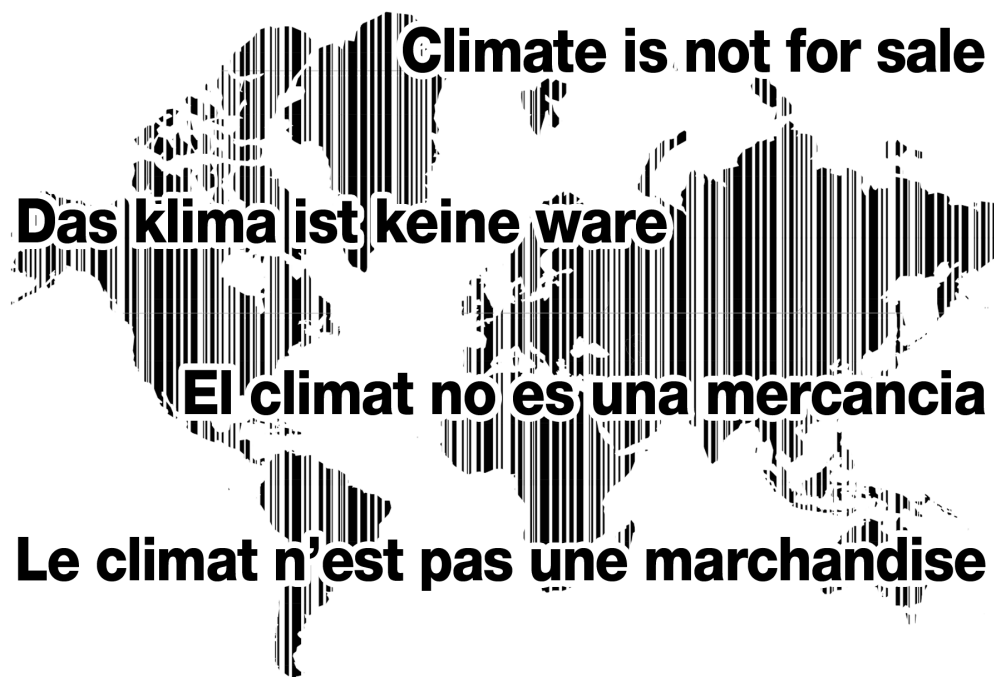 Climate is not for sale
Das klima ist keine ware
El climat no es una mercancia
Le climat n’est pas une marchandise